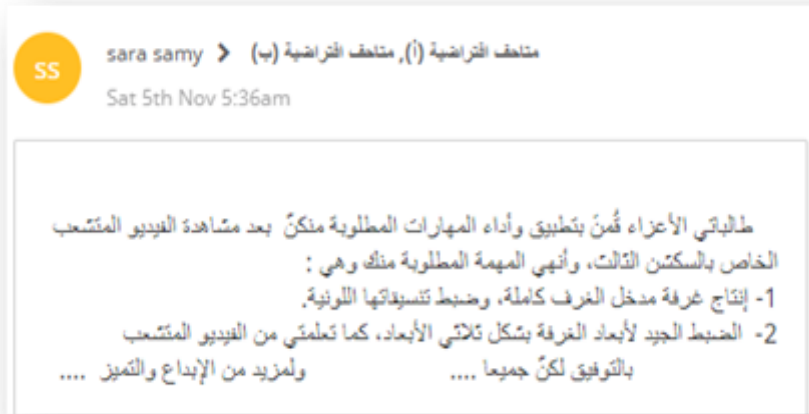 SS
sara samy > متاحف افتراضية (أ), متاحف افتراضية (ب)
Sat 5th Nov 5:36am
طالباتي الأعزاء قُمنَ بتطبيق وأداء المهارات المطلوبة منكنّ بعد مشاهدة الفيديو المتشعب
الخاص بالسكشن الثالث، وأنهي المهمة المطلوبة منك وهي :
1- إنتاج غرفة مدخل الغرف كاملة، وضبط تنسيقاتها اللونية.
2- الضبط الجيد لأبعاد الغرفة بشكل ثلاثي الأبعاد، كما تعلمتي من الفيديو المتشعب
بالتوفيق لكنّ جميعا .... ولمزيد من الإبداع والتميز ....